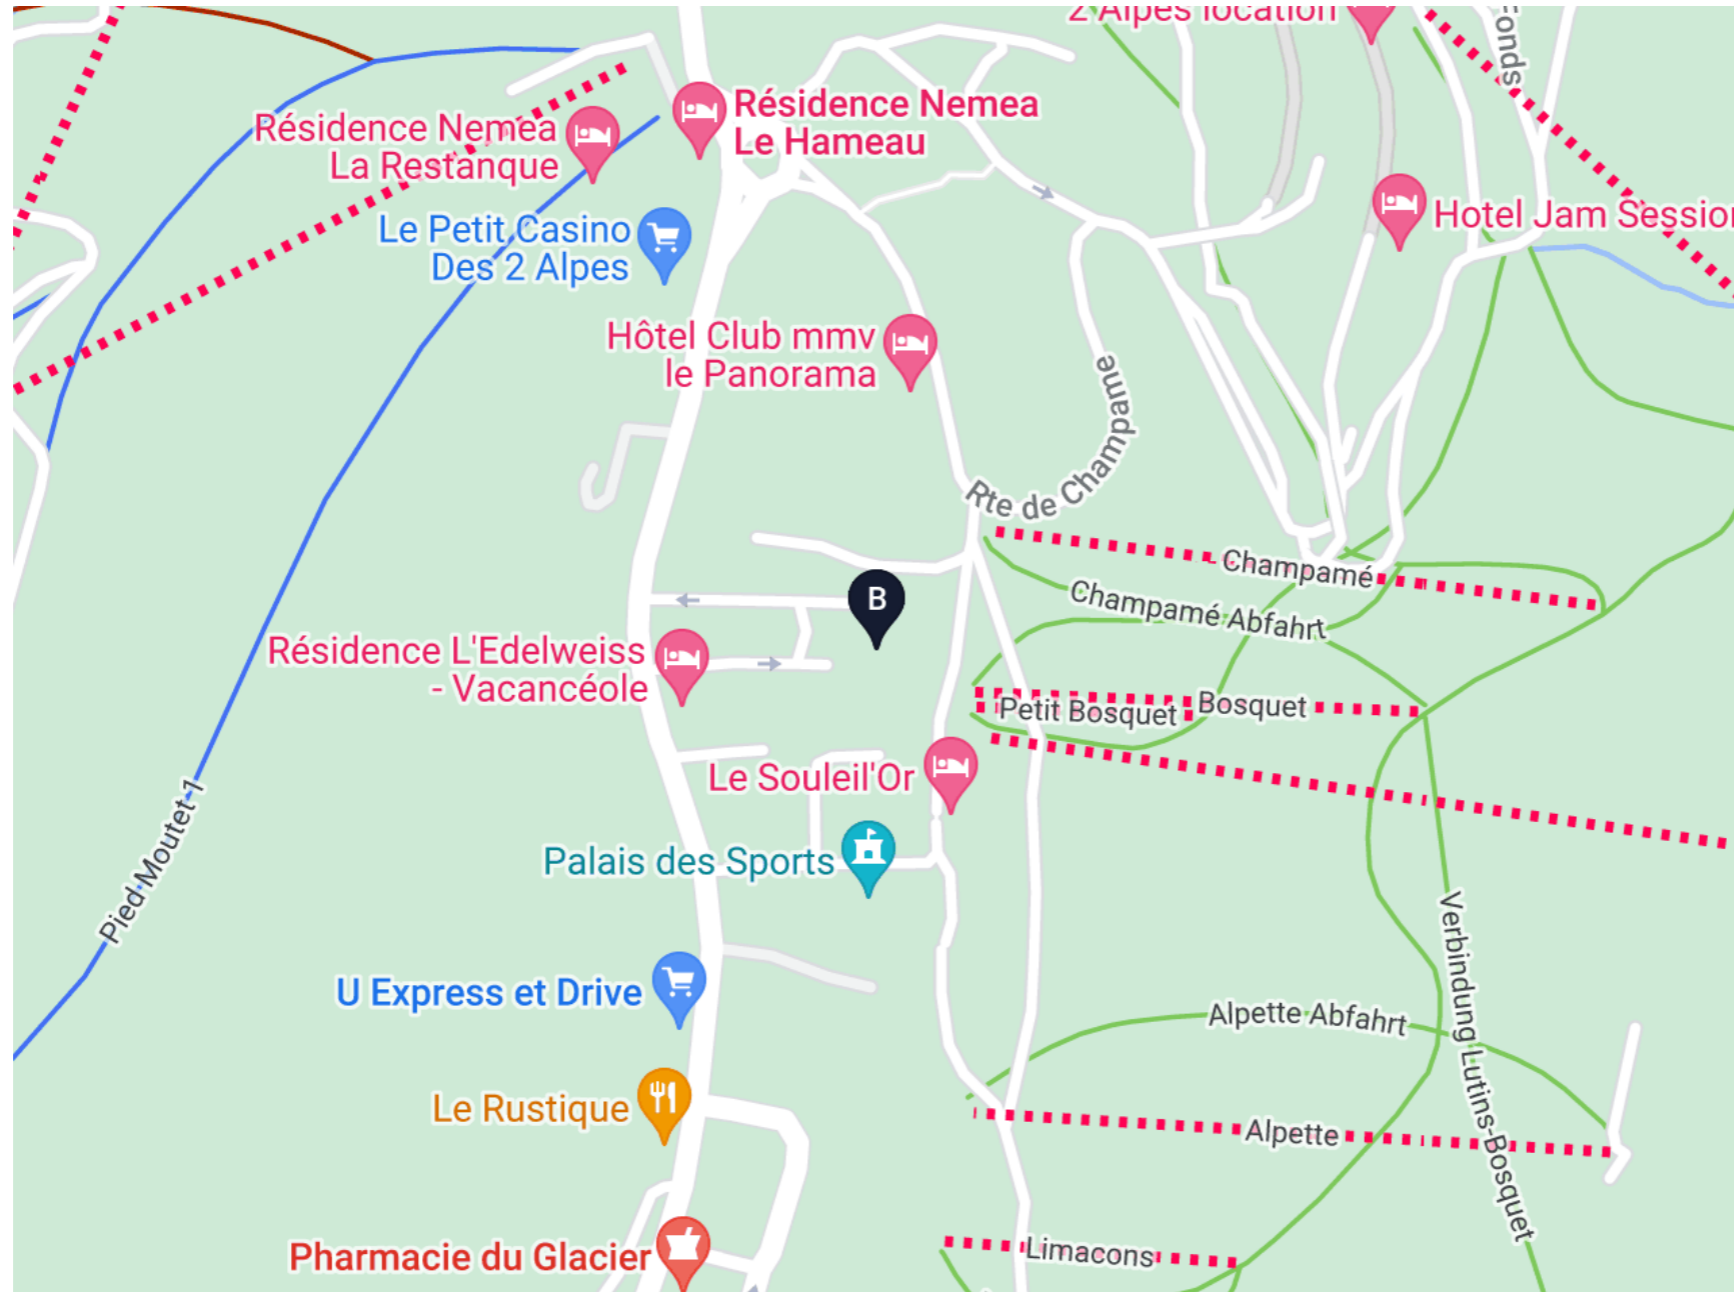 2 Alpes location
Fonds
Résidence Nemea
Le Hameau
Résidence Nemea
La Restanque
Hotel Jam Session
Le Petit Casino
Des 2 Alpes
Hôtel Club mmv
le Panorama
Rte de Champame
Champamé
Champamé Abfahrt
B
Résidence L'Edelweiss
- Vacancéole
Bosquet
Petit Bosquet
Le Souleil'Or
Pied Moutet 1
Palais des Sports
Verbindung Lutins-Bosquet
U Express et Drive
Alpette Abfahrt
Le Rustique
Alpette
Limacons
Pharmacie du Glacier